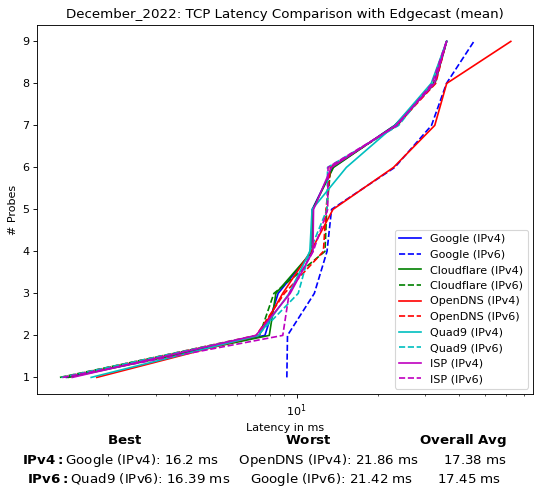 December_2022: TCP Latency Comparison with Edgecast (mean)
9
8
7
6
5
4
3
2
1
# Probes
Google (IPv4)
Google (IPv6)
Cloudflare (IPv4)
Cloudflare (IPv6)
OpenDNS (IPv4)
OpenDNS (IPv6)
Quad9 (IPv4)
Quad9 (IPv6)
ISP (IPv4)
ISP (IPv6)
10¹
Latency in ms
Best Worst Overall Avg
IPv4: Google (IPv4): 16.2 ms OpenDNS (IPv4): 21.86 ms 17.38 ms
IPv6: Quad9 (IPv6): 16.39 ms Google (IPv6): 21.42 ms 17.45 ms